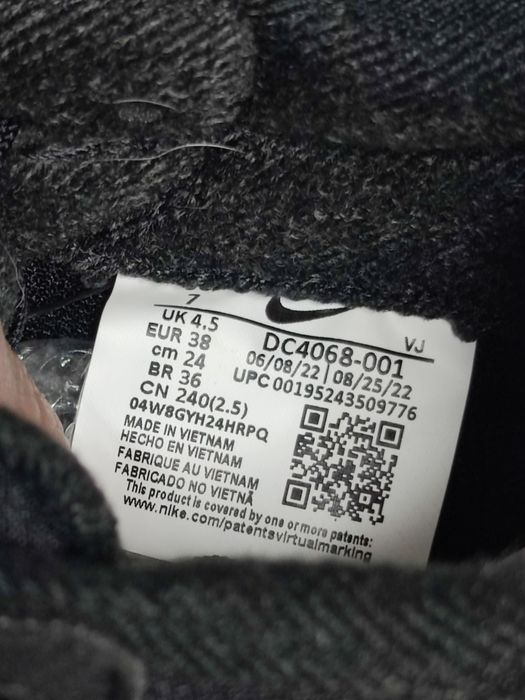 7
UK 4.5
EUR 38
cm 24
BR 36
CN 240(2.5)
VJ
DC4068-001
06/08/22 | 08/25/22
UPC 00195243509776
04W8GYH24HRPQ
MADE IN VIETNAM
HECHO EN VIETNAM
FABRIQUE AU VIETNAM
FABRICADO NO VIETNÃ
This product is covered by one or more patents:
www.nike.com/patentsvirtualmarking